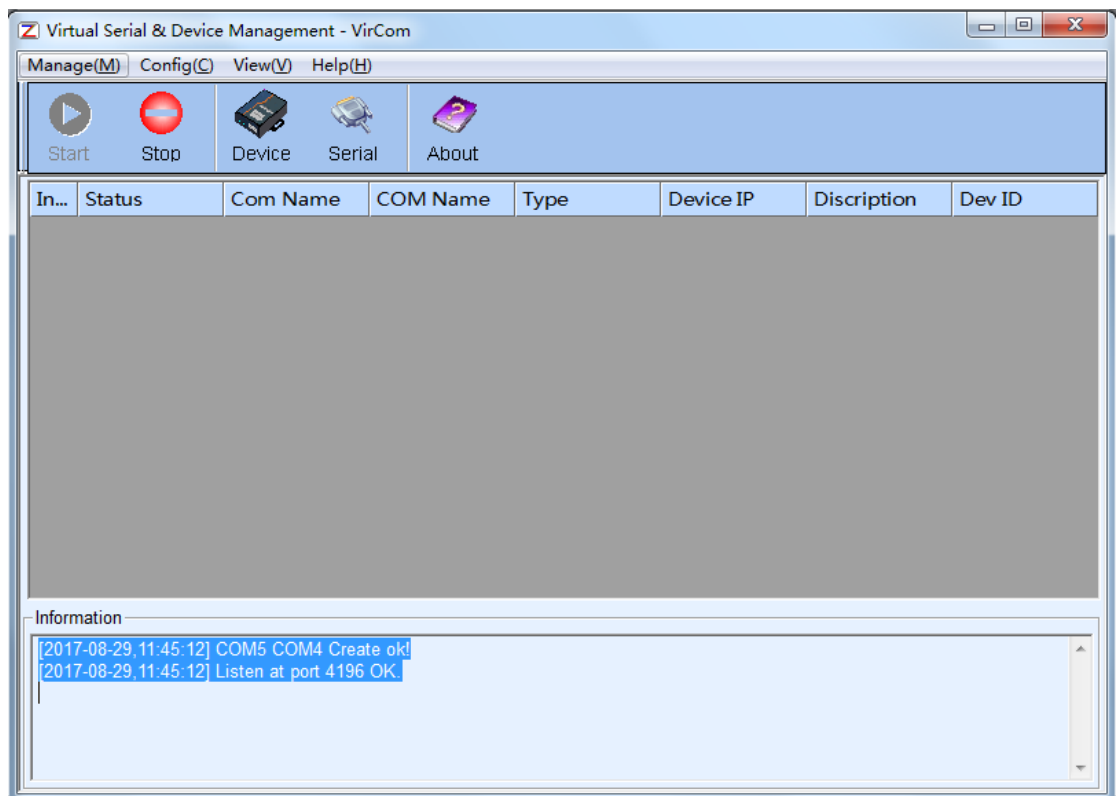 Virtual Serial & Device Management - VirCom
Manage(M) Config(C) View(V) Help(H)
Start Stop Device Serial About
In... Status Com Name COM Name Type Device IP Discription Dev ID
Information
[2017-08-29,11:45:12] COM5 COM4 Create ok!
[2017-08-29,11:45:12] Listen at port 4196 OK.